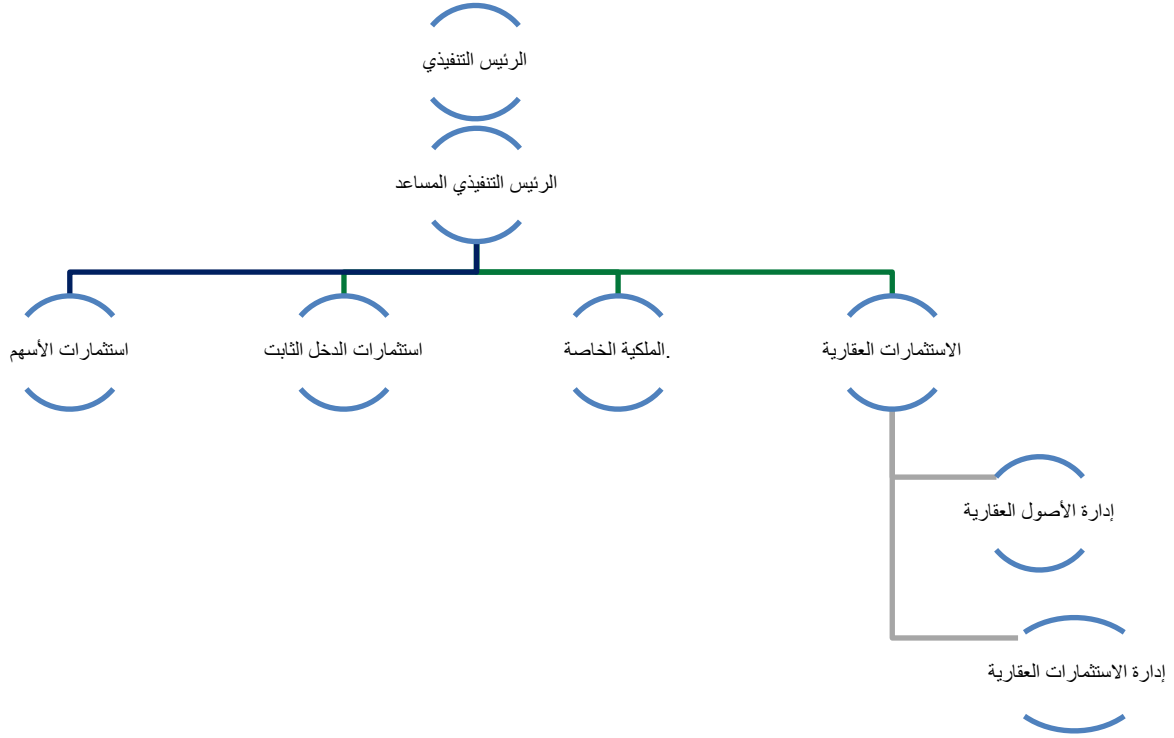 الرئيس التنفيذي
الرئيس التنفيذي المساعد
الاستثمارات العقارية
الملكية الخاصة.
استثمارات الدخل الثابت
استثمارات الأسهم
إدارة الأصول العقارية
إدارة الاستثمارات العقارية